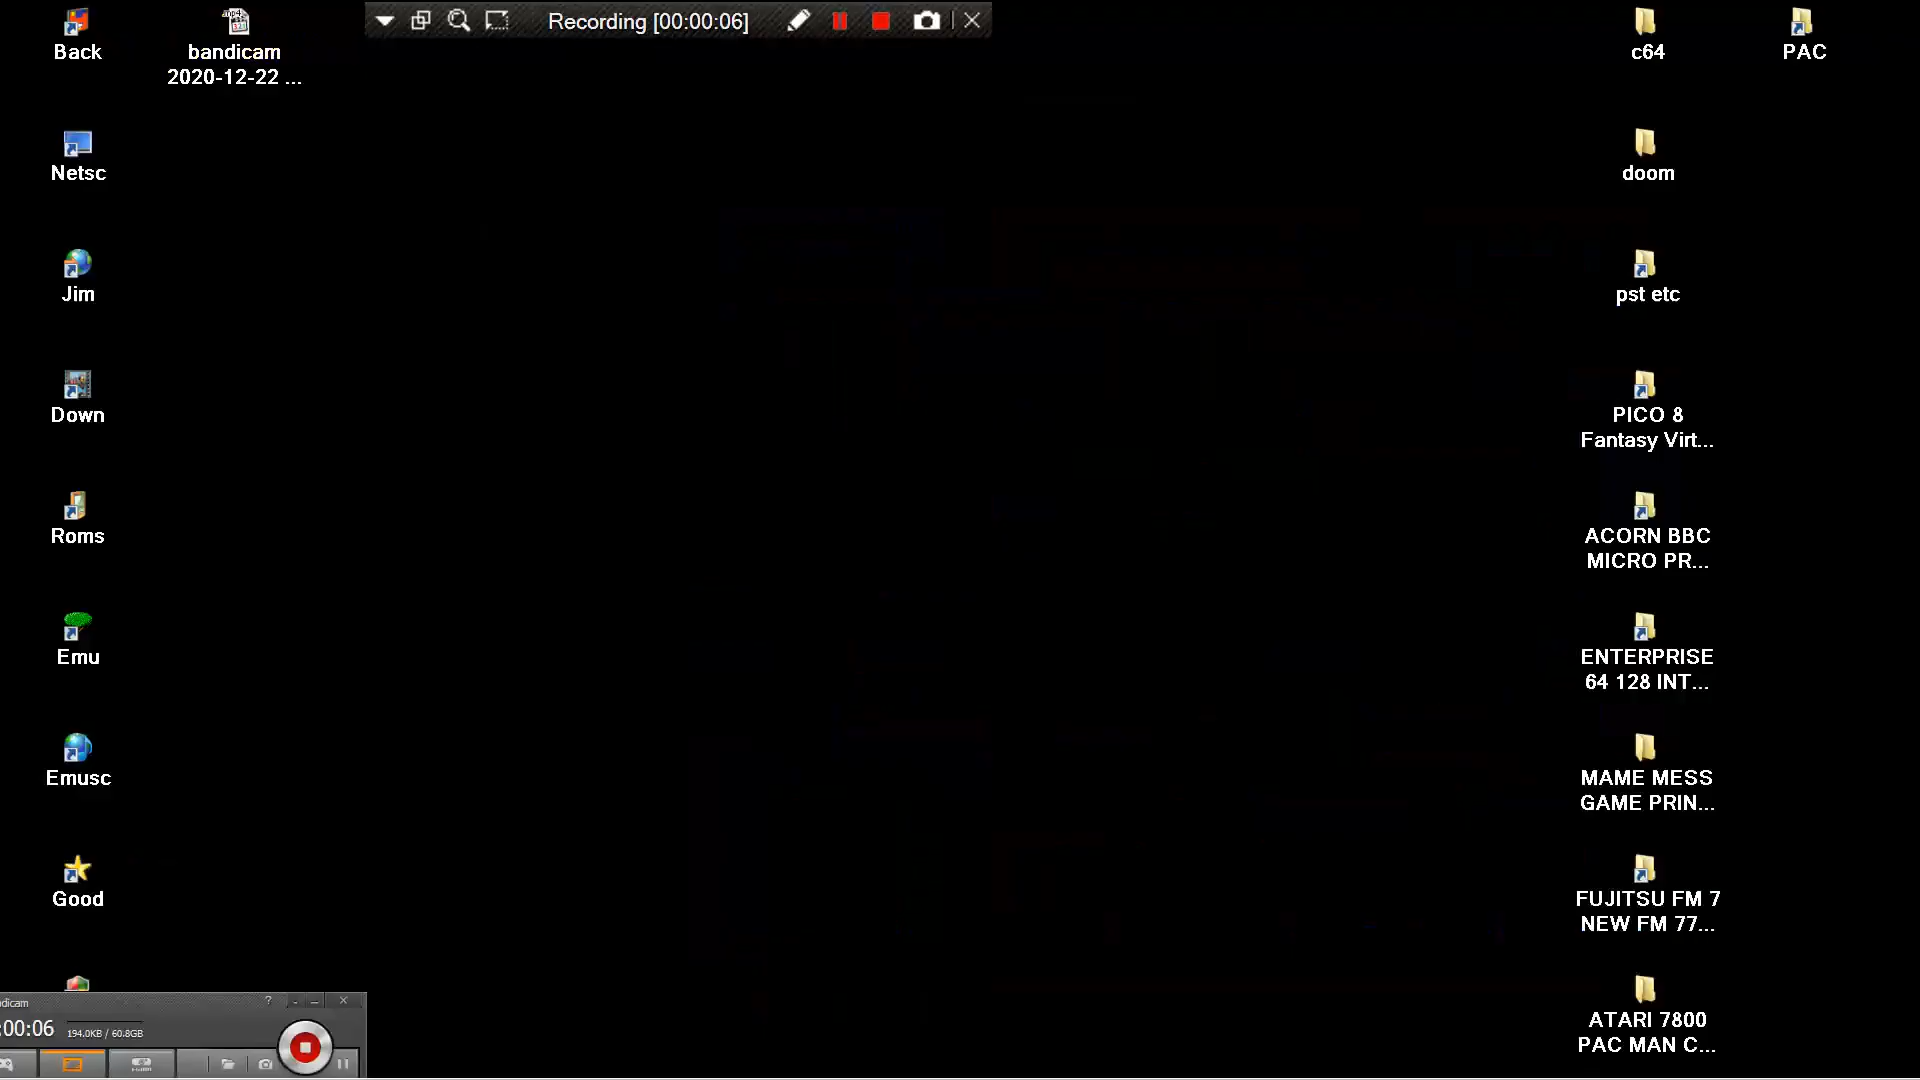 Recording [00:00:06]
Back
bandicam
2020-12-22 ...
c64
PAC
Netsc
doom
Jim
pst etc
Down
PICO 8
Fantasy Virt...
Roms
ACORN BBC
MICRO PR...
Emu
ENTERPRISE
64 128 INT...
Emusc
MAME MESS
GAME PRIN...
Good
FUJITSU FM 7
NEW FM 77...
ATARI 7800
PAC MAN C...
dicam
:00:06
194.0KB / 60.8GB